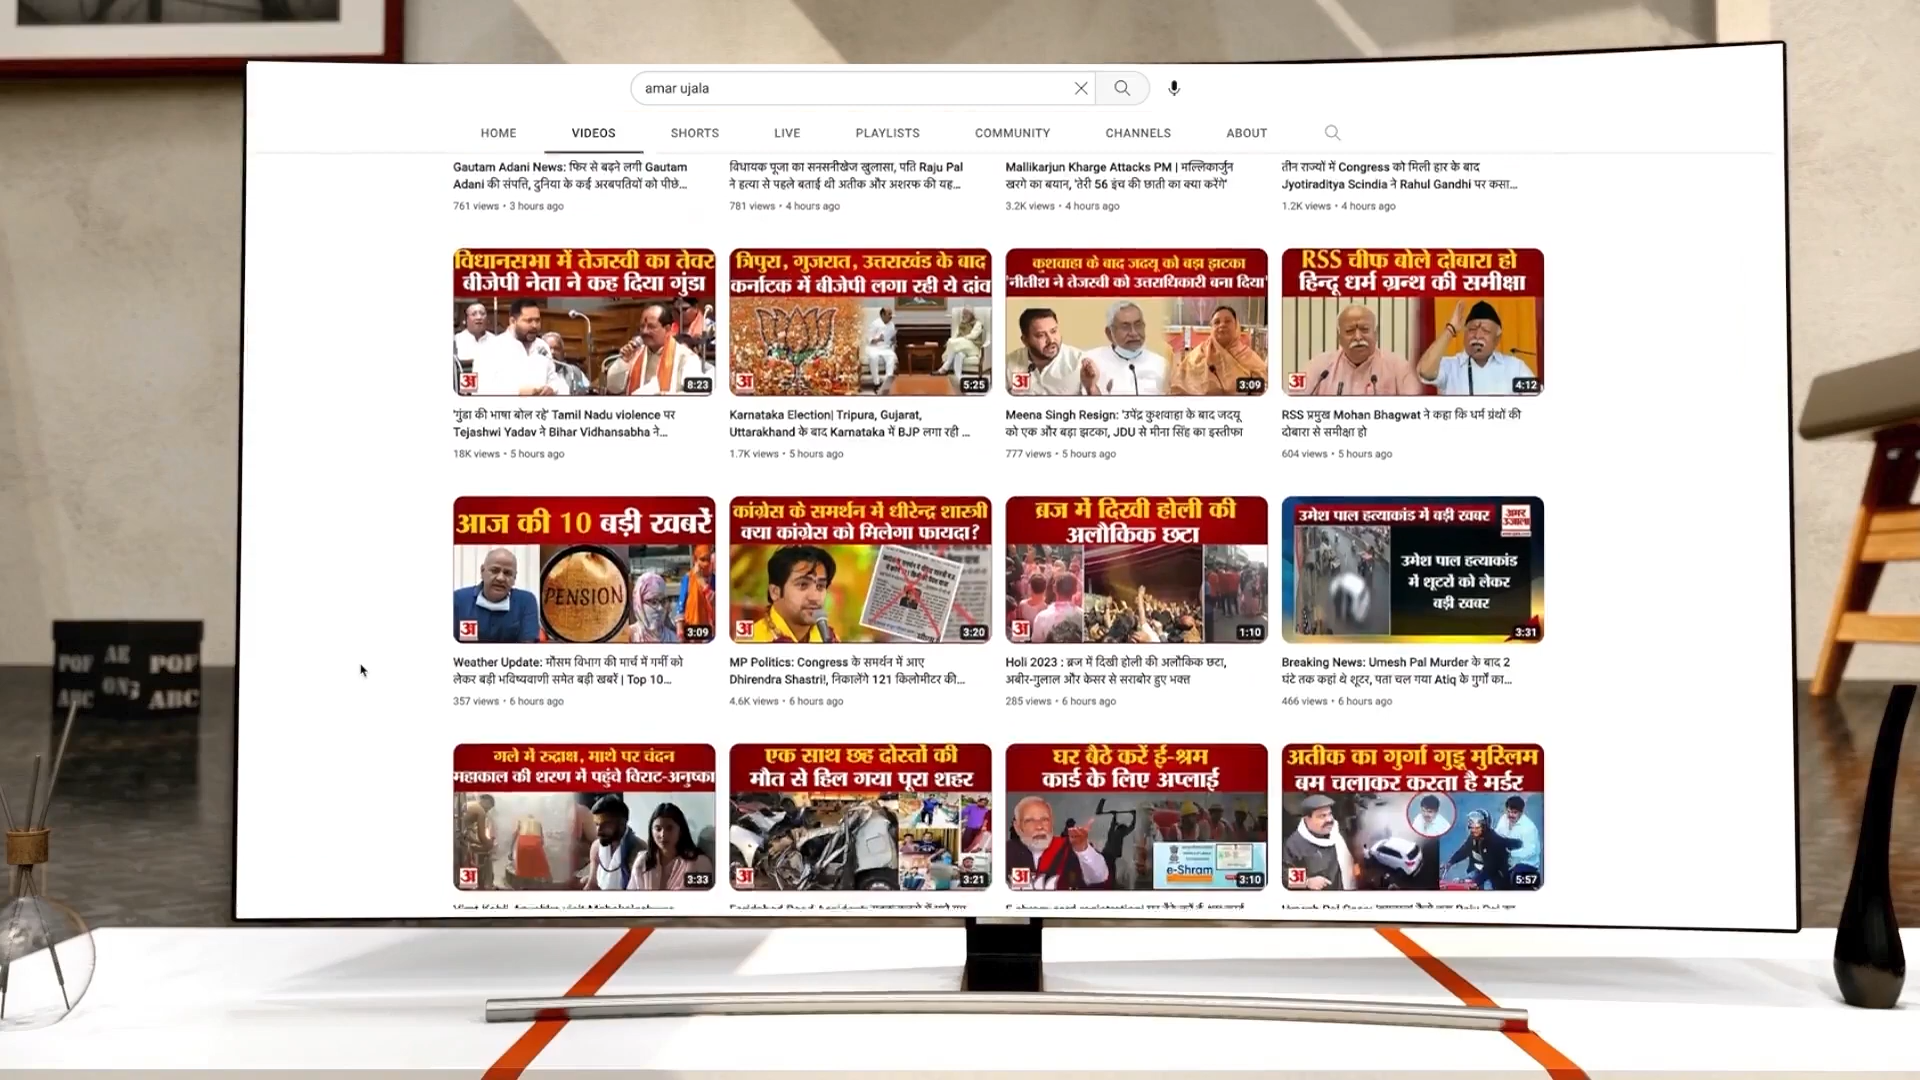 amar ujala
HOME VIDEOS SHORTS LIVE PLAYLISTS COMMUNITY CHANNELS ABOUT
Gautam Adani News: फिर से बढ़ने लगी Gautam
Adani की संपत्ति, दुनिया के कई अरबपतियों को पीछे...
761 views • 3 hours ago
विधायक पूजा का सनसनीखेज खुलासा, पति Raju Pal
ने हत्या से पहले बताई थी अतीक और अशरफ की यह...
781 views • 4 hours ago
Mallikarjun Kharge Attacks PM | मल्लिकार्जुन
खरगे का बयान, 'तेरी 56 इंच की छाती का क्या करेंगे'
3.2K views • 4 hours ago
तीन राज्यों में Congress को मिली हार के बाद
Jyotiraditya Scindia ने Rahul Gandhi पर कसा...
1.2K views • 4 hours ago
विधानसभा में तेजस्वी का तेवर
बीजेपी नेता ने कह दिया गुंडा
अ
8:23
'गुंडा की भाषा बोल रहे' Tamil Nadu violence पर
Tejashwi Yadav ने Bihar Vidhansabha ने...
18K views • 5 hours ago
त्रिपुरा, गुजरात, उत्तराखंड के बाद
कर्नाटक में बीजेपी लगा रही ये दांव
अ
5:25
Karnataka Election| Tripura, Gujarat,
Uttarakhand के बाद Karnataka में BJP लगा रही ...
1.7K views • 5 hours ago
कुशवाहा के बाद जदयू को बड़ा झटका
'नीतीश ने तेजस्वी को उत्तराधिकारी बना दिया'
अ
3:09
Meena Singh Resign: 'उपेंद्र कुशवाहा के बाद जदयू
को एक और बड़ा झटका, JDU से मीना सिंह का इस्तीफा
777 views • 5 hours ago
RSS चीफ बोले दोबारा हो
हिन्दू धर्म ग्रन्थ की समीक्षा
अ
4:12
RSS प्रमुख Mohan Bhagwat ने कहा कि धर्म ग्रंथों की
दोबारा से समीक्षा हो
604 views • 5 hours ago
आज की 10 बड़ी खबरें
PENSION
अ
3:09
Weather Update: मौसम विभाग की मार्च में गर्मी को
लेकर बड़ी भविष्यवाणी समेत बड़ी खबरें | Top 10...
357 views • 6 hours ago
कांग्रेस के समर्थन में धीरेन्द्र शास्त्री
क्या कांग्रेस को मिलेगा फायदा?
अ
3:20
MP Politics: Congress के समर्थन में आए
Dhirendra Shastri!, निकालेंगे 121 किलोमीटर की...
4.6K views • 6 hours ago
ब्रज में दिखी होली की
अलौकिक छटा
अ
1:10
Holi 2023 : ब्रज में दिखी होली की अलौकिक छटा,
अबीर-गुलाल और केसर से सराबोर हुए भक्त
285 views • 6 hours ago
उमेश पाल हत्याकांड में बड़ी खबर
अमर उजाला
उमेश पाल हत्याकांड
में शूटरों को लेकर
बड़ी खबर
3:31
Breaking News: Umesh Pal Murder के बाद 2
घंटे तक कहां थे शूटर, पता चल गया Atiq के गुर्गों का...
466 views • 6 hours ago
गले में रुद्राक्ष, माथे पर चंदन
महाकाल की शरण में पहुंचे विराट-अनुष्का
अ
3:33
एक साथ छह दोस्तों की
मौत से हिल गया पूरा शहर
अ
3:21
घर बैठे करें ई-श्रम
कार्ड के लिए अप्लाई
e-Shram
अ
3:10
अतीक का गुर्गा गुड्डू मुस्लिम
बम चलाकर करता है मर्डर
अ
5:57